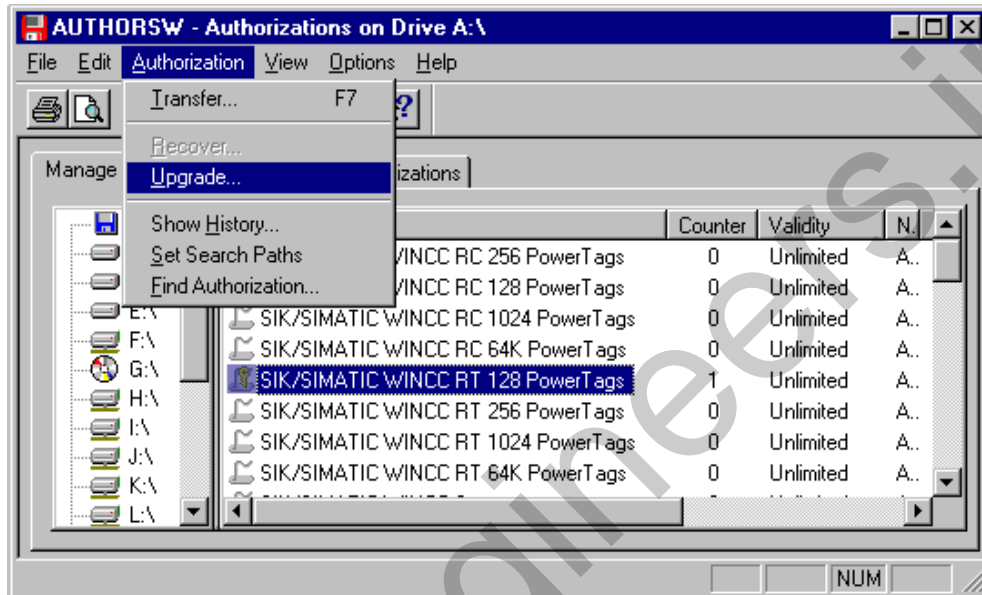 AUTHORSW - Authorizations on Drive A:\
File Edit Authorization View Options Help
Transfer... F7
Recover...
Upgrade...
Show History...
Set Search Paths
Find Authorization...
Manage izations
Counter Validity N.
/INCC RC 256 PowerTags 0 Unlimited A..
/INCC RC 128 PowerTags 0 Unlimited A..
E:\ SIK/SIMATIC WINCC RC 1024 PowerTags 0 Unlimited A..
F:\ SIK/SIMATIC WINCC RC 64K PowerTags 0 Unlimited A..
G:\ SIK/SIMATIC WINCC RT 128 PowerTags 1 Unlimited A..
H:\ SIK/SIMATIC WINCC RT 256 PowerTags 0 Unlimited A..
I:\ SIK/SIMATIC WINCC RT 1024 PowerTags 0 Unlimited A..
J:\ SIK/SIMATIC WINCC RT 64K PowerTags 0 Unlimited A..
K:\
L:\
NUM
gineers.i